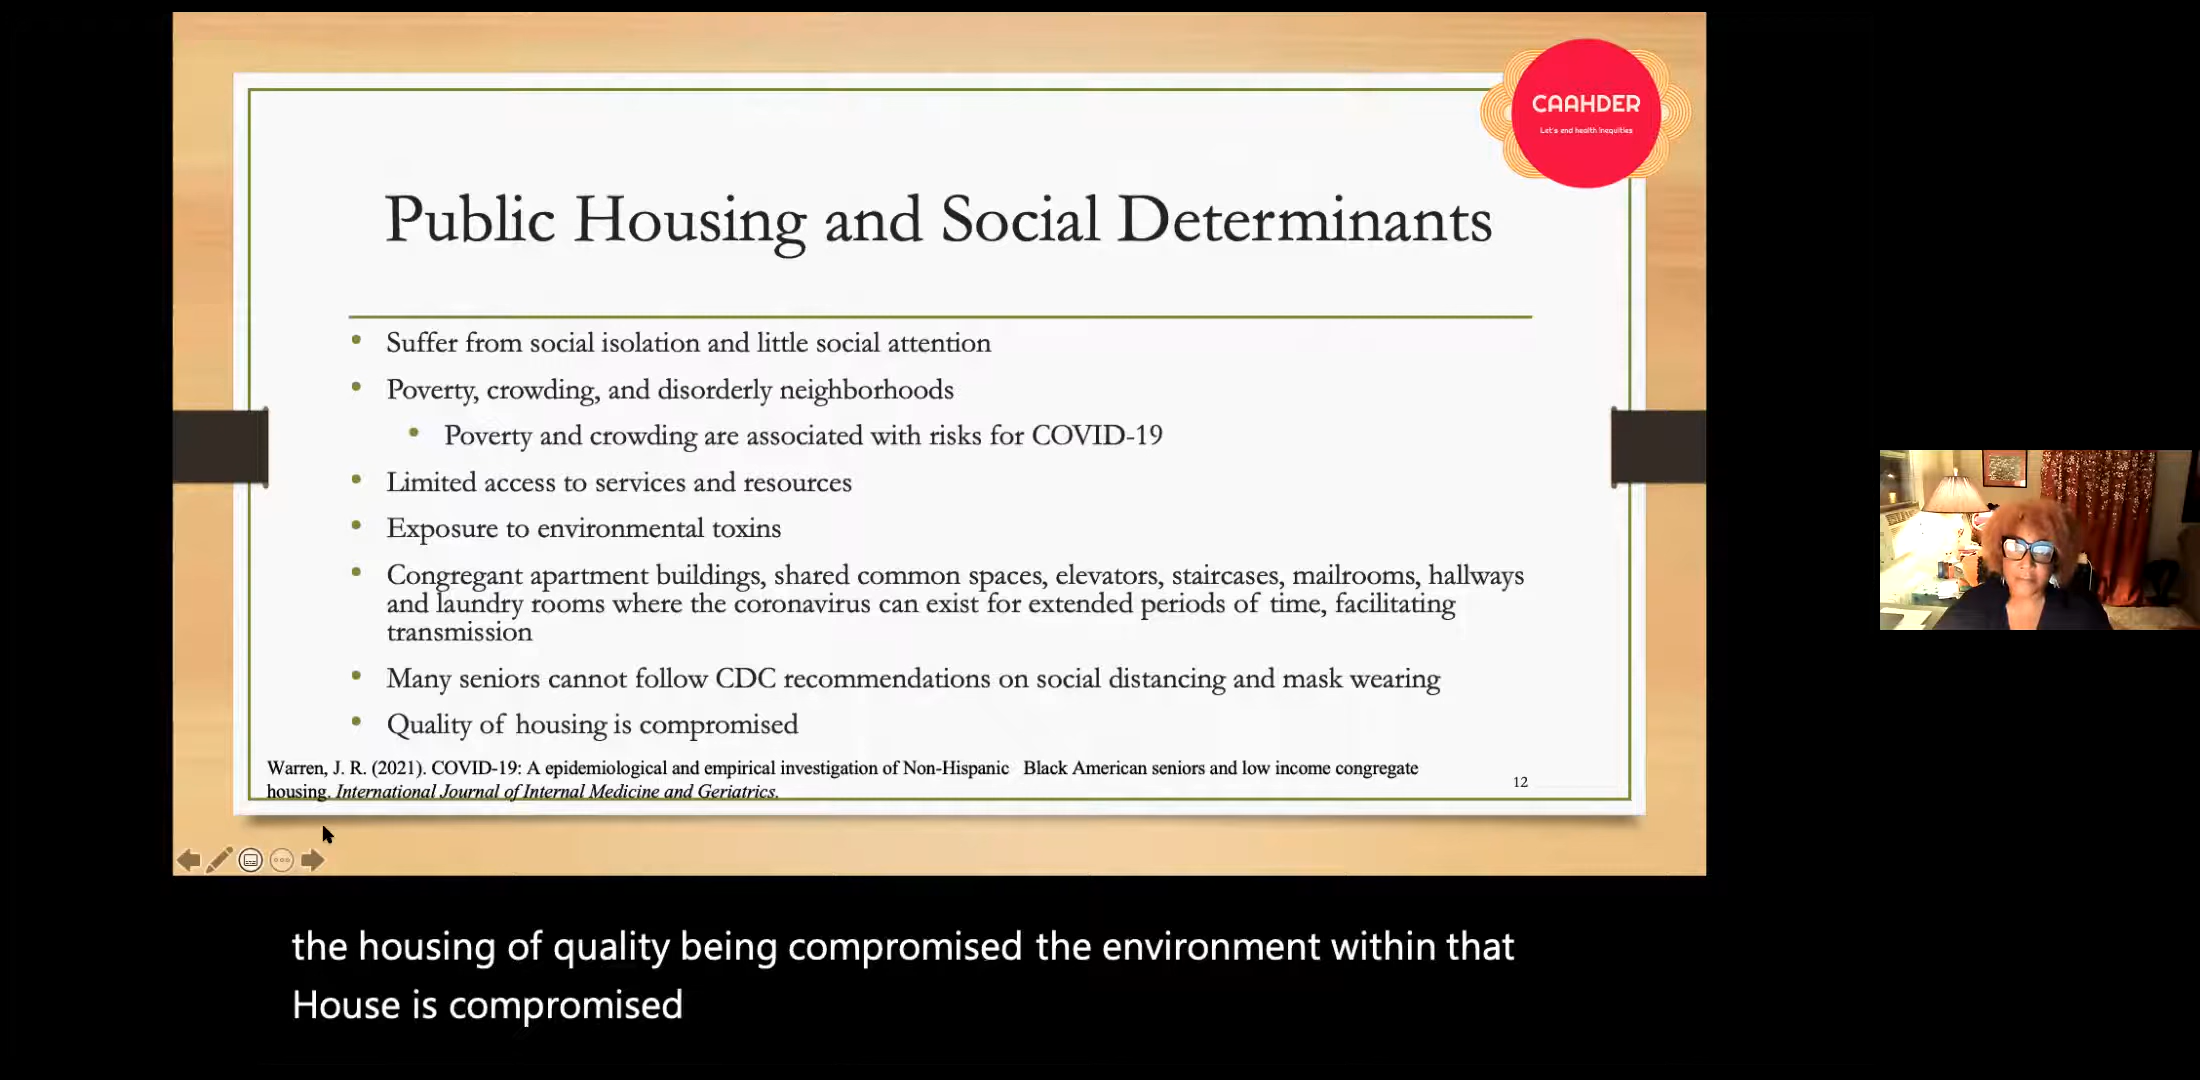 CAAHDER
Let's end health inequities
Public Housing and Social Determinants
• Suffer from social isolation and little social attention
• Poverty, crowding, and disorderly neighborhoods
• Poverty and crowding are associated with risks for COVID-19
• Limited access to services and resources
• Exposure to environmental toxins
• Congregant apartment buildings, shared common spaces, elevators, staircases, mailrooms, hallways
and laundry rooms where the coronavirus can exist for extended periods of time, facilitating
transmission
• Many seniors cannot follow CDC recommendations on social distancing and mask wearing
• Quality of housing is compromised
Warren, J. R. (2021). COVID-19: A epidemiological and empirical investigation of Non-Hispanic Black American seniors and low income congregate
housing. International Journal of Internal Medicine and Geriatrics.
12
the housing of quality being compromised the environment within that
House is compromised